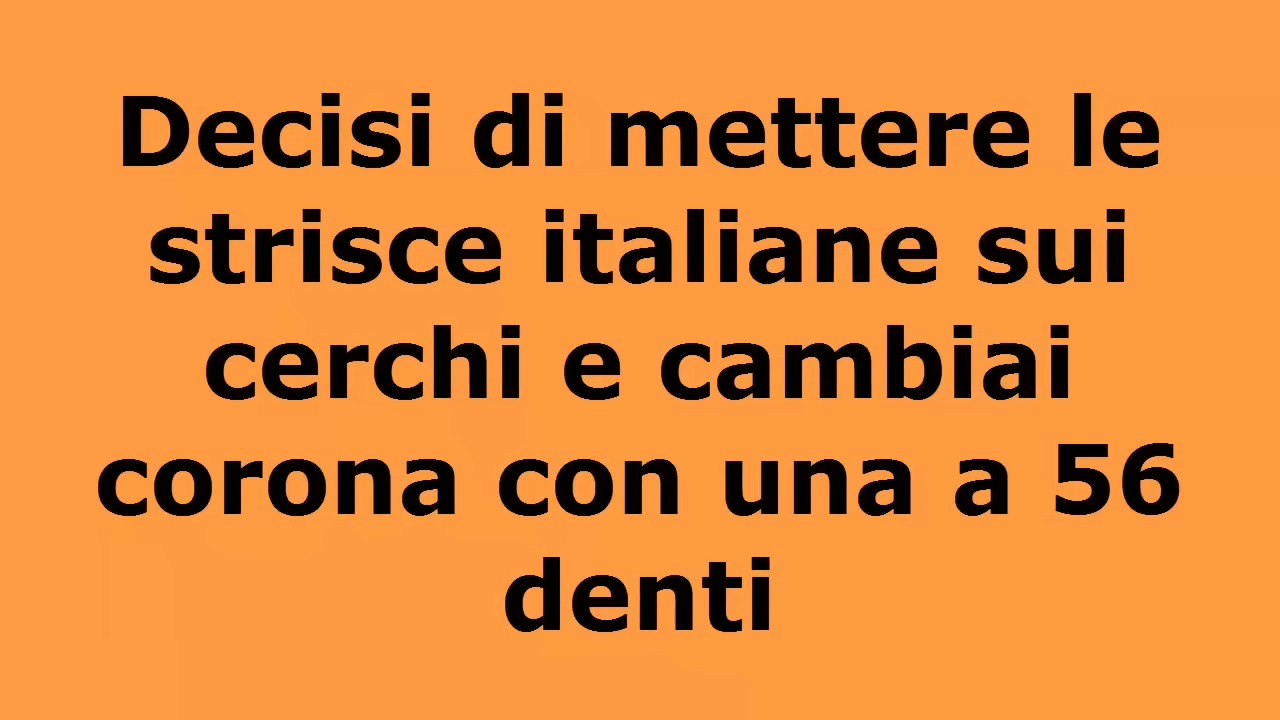 Decisi di mettere le
strisce italiane sui
cerchi e cambiai
corona con una a 56
denti